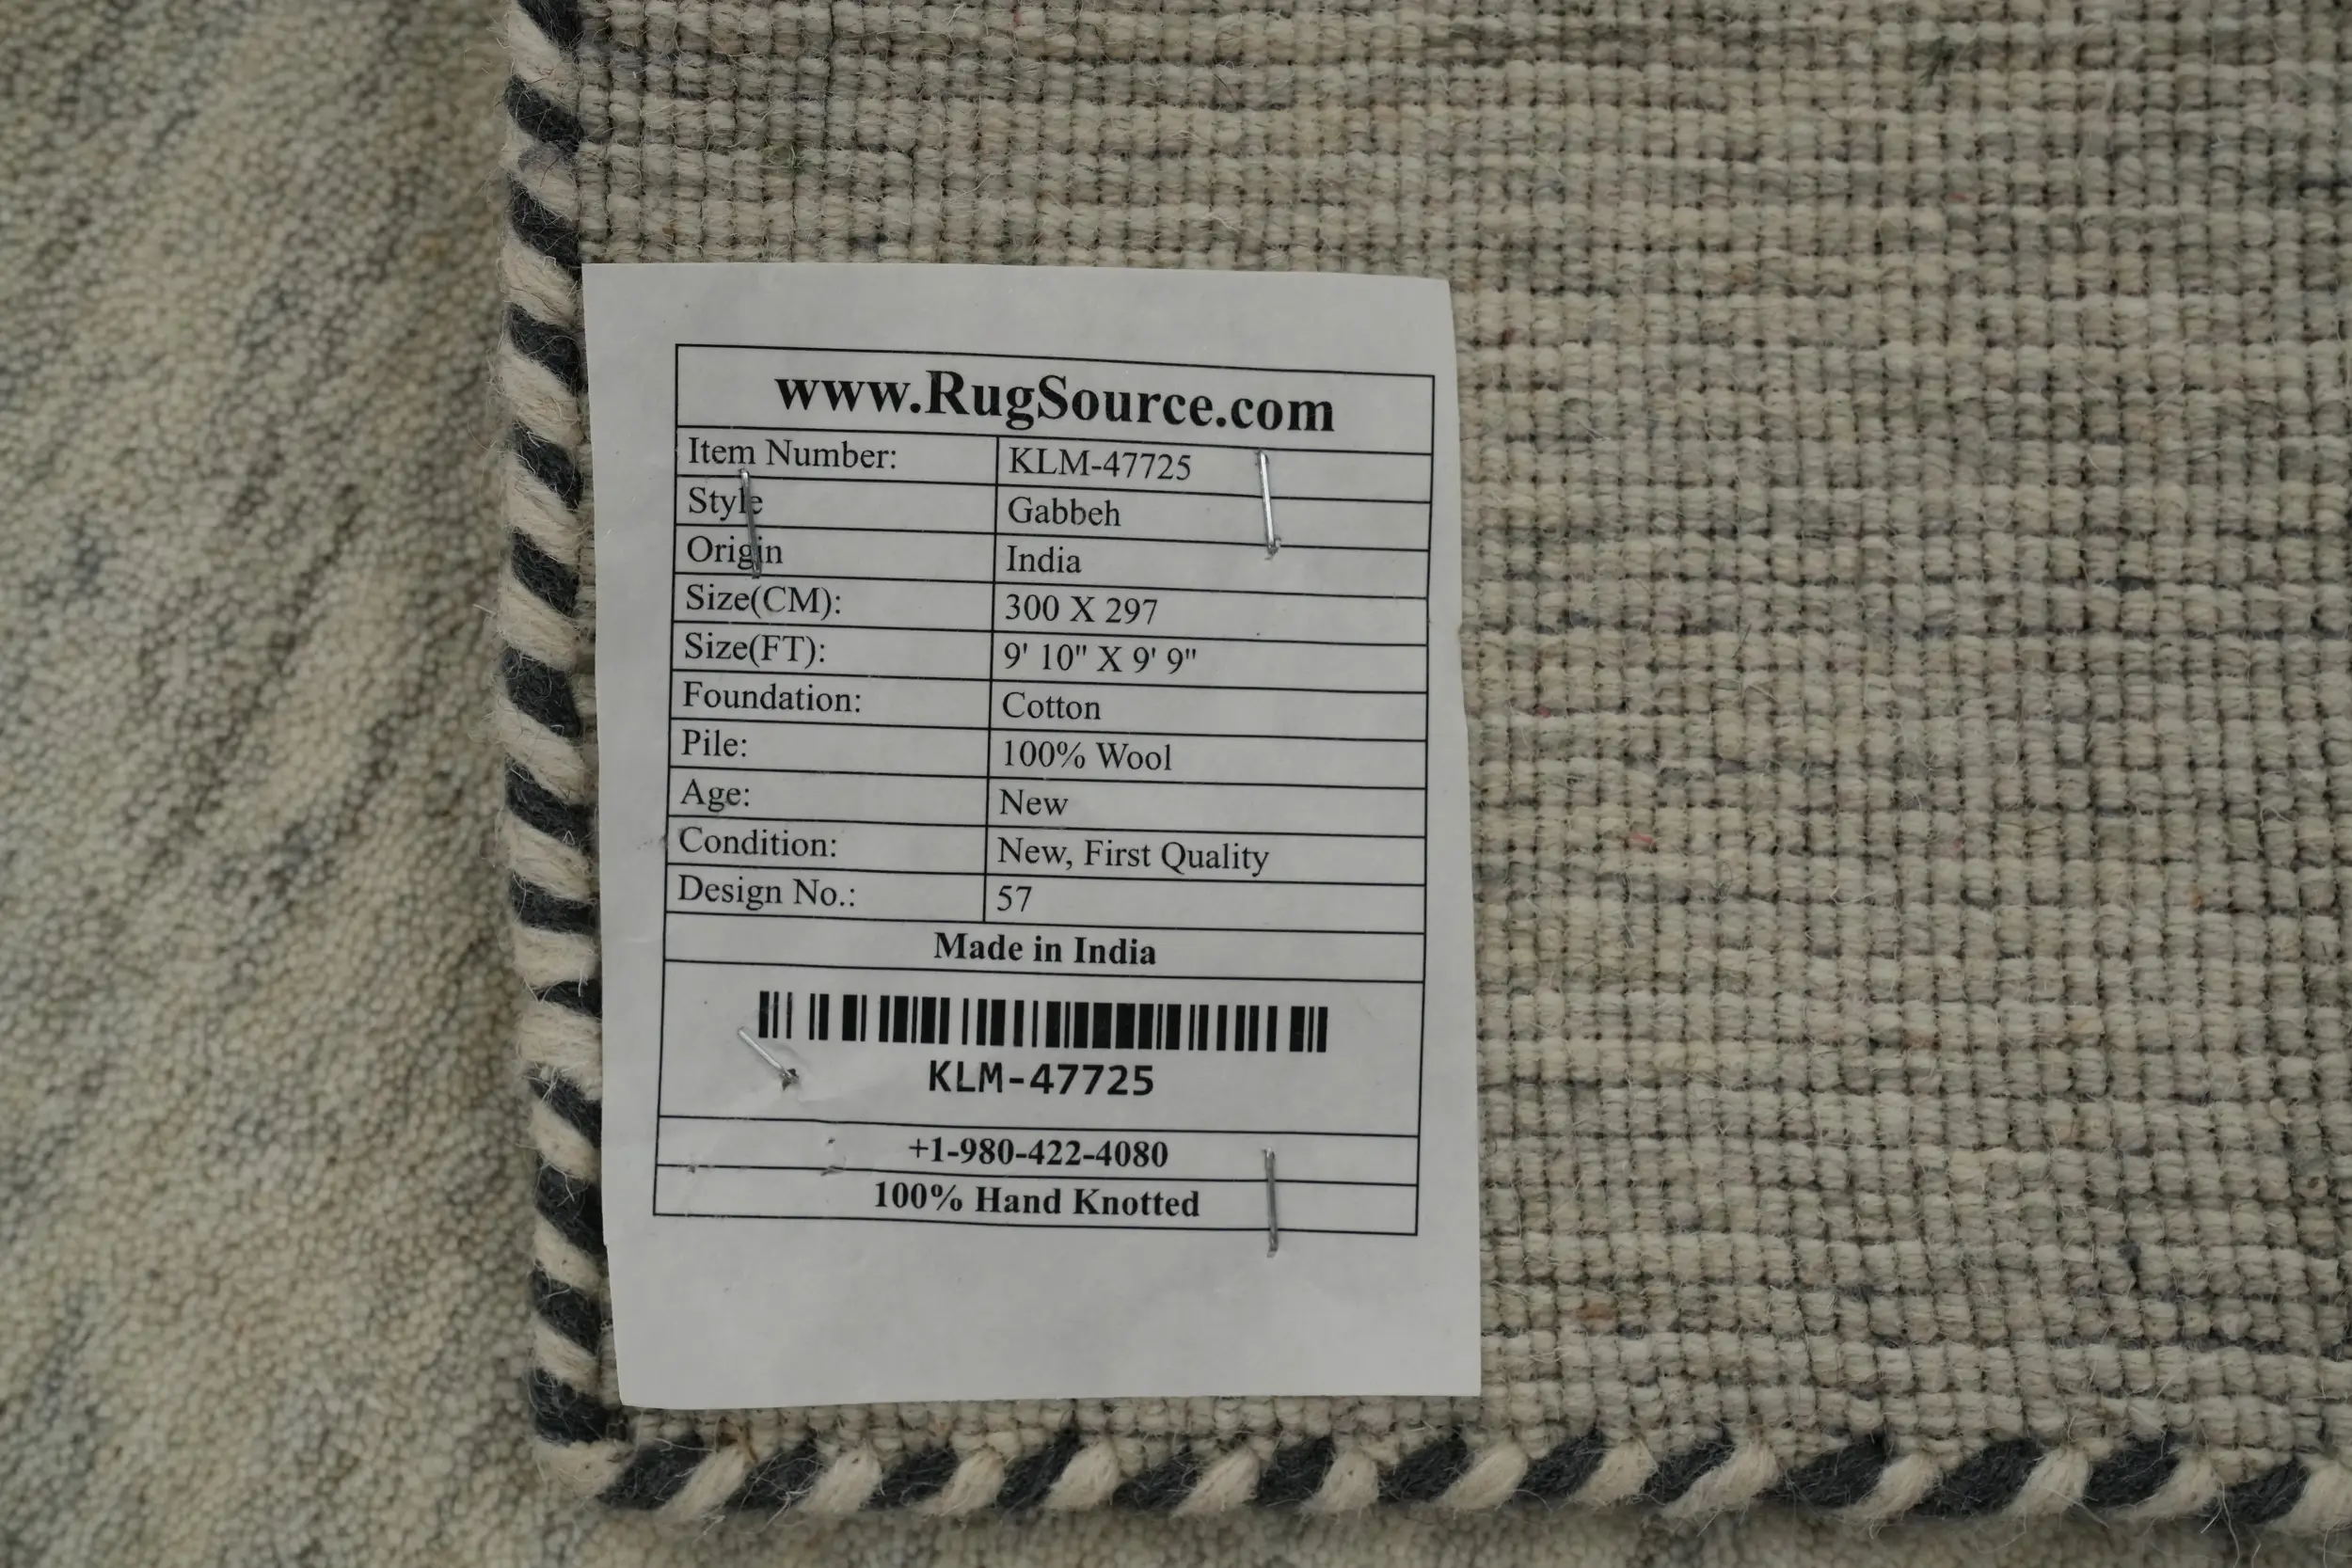 www.RugSource.com
Item Number: KLM-47725
Style Gabbeh
Origin India
Size(CM): 300 X 297
Size(FT): 9' 10" X 9' 9"
Foundation: Cotton
Pile: 100% Wool
Age: New
Condition: New, First Quality
Design No.: 57
Made in India
KLM-47725
+1-980-422-4080
100% Hand Knotted